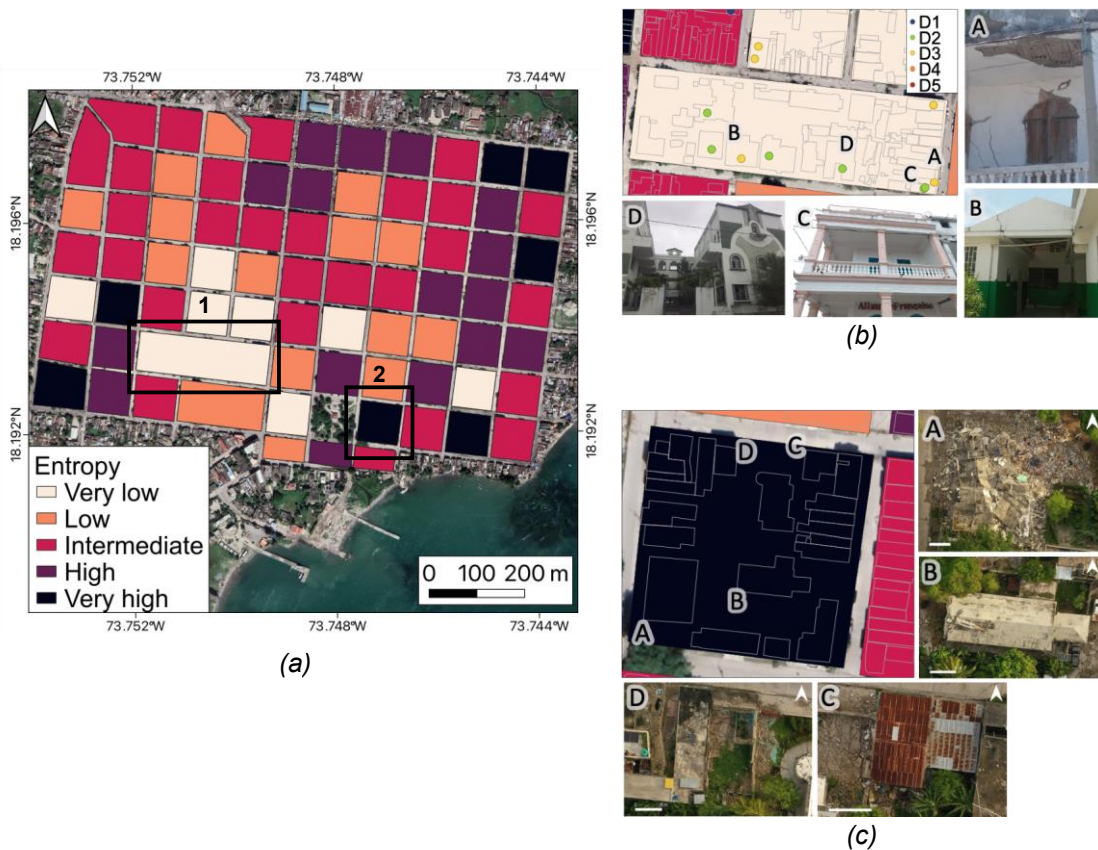 73.752°W 73.748°W 73.744°W
18.196°N 18.196°N
18.192°N 18.192°N
1
2
Entropy
Very low
Low
Intermediate
High
Very high
0 100 200 m
73.752°W 73.748°W 73.744°W
(a)
D1
D2
D3
D4
D5
B
D
A
C
A
B
D
C
Alliance Française
(b)
D
C
B
A
A
B
D
C
(c)